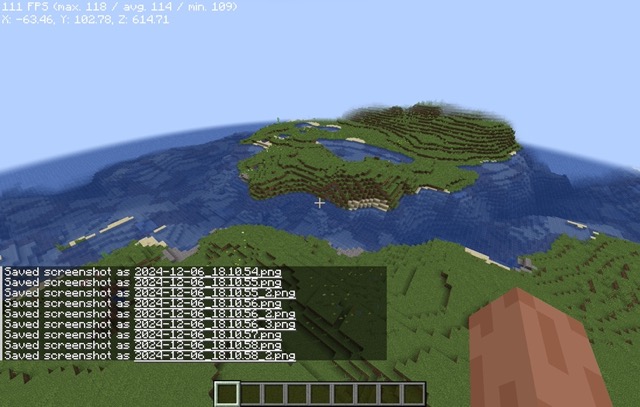 111 FPS (max. 118 / avg. 114 / min. 109)
X: -63.46, Y: 102.78, Z: 614.71
Saved screenshot as 2024-12-06_18.10.54.png
Saved screenshot as 2024-12-06_18.10.55.png
Saved screenshot as 2024-12-06_18.10.55_2.png
Saved screenshot as 2024-12-06_18.10.56.png
Saved screenshot as 2024-12-06_18.10.56_2.png
Saved screenshot as 2024-12-06_18.10.56_3.png
Saved screenshot as 2024-12-06_18.10.57.png
Saved screenshot as 2024-12-06_18.10.58.png
Saved screenshot as 2024-12-06_18.10.58_2.png